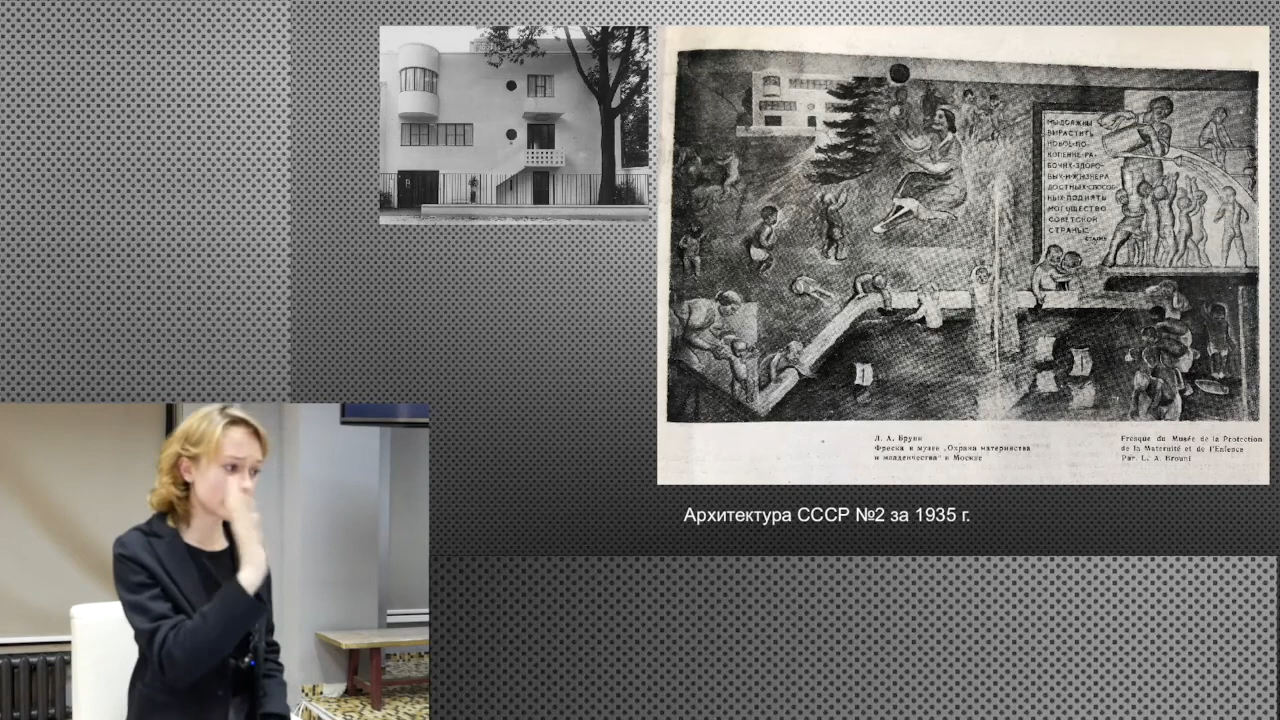 МЫ ДОЛЖНЫ
ВЫРАСТИТЬ
НОВОЕ ПО-
КОЛЕНИЕ РА-
БОЧИХ ЗДОРО-
ВЫХ И ЖИЗНЕРА
ДОСТНЫХ СПОСОБ-
НЫХ ПОДНЯТЬ
МОГУЩЕСТВО
СОВЕТСКОЙ
СТРАНЫ
СТАЛИН
Л. А. Бруни
Фреска в музее „Охрана материнства
и младенчества“ в Москве
Fresque du Musée de la Protection
de la Maternité et de l'Enfence
Par L. A. Brouni
Архитектура СССР №2 за 1935 г.